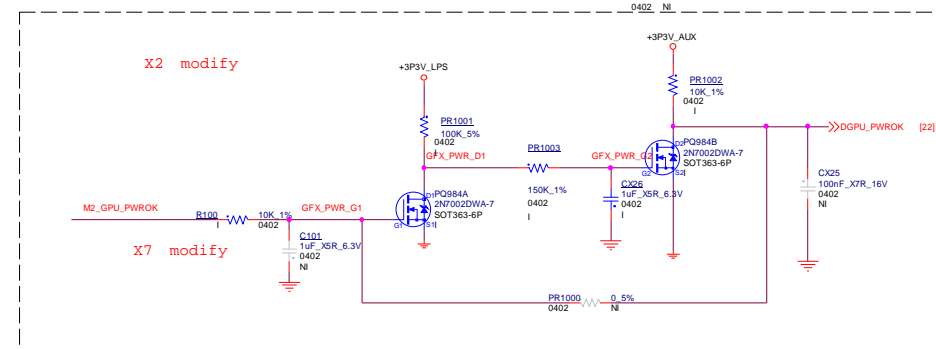 0402 NI
+3P3V_AUX
X2 modify
+3P3V_LPS
PR1002
10K_1%
0402
I
PR1001
100K_5%
0402
I
DGPU_PWROK [22]
PR1003
D2
PQ984B
2N7002DWA-7
SOT363-6P
I
GFX_PWR_D1
GFX_PWR_G2
G2
S2
CX25
100nF_X7R_16V
0402
NI
CX26
1uF_X5R_6.3V
0402
I
150K_1%
0402
I
D1
PQ984A
2N7002DWA-7
SOT363-6P
I
G1
S1
M2_GPU_PWROK
R100
I
10K_1%
0402
GFX_PWR_G1
C101
1uF_X5R_6.3V
0402
NI
X7 modify
PR1000
0402
0_5%
NI